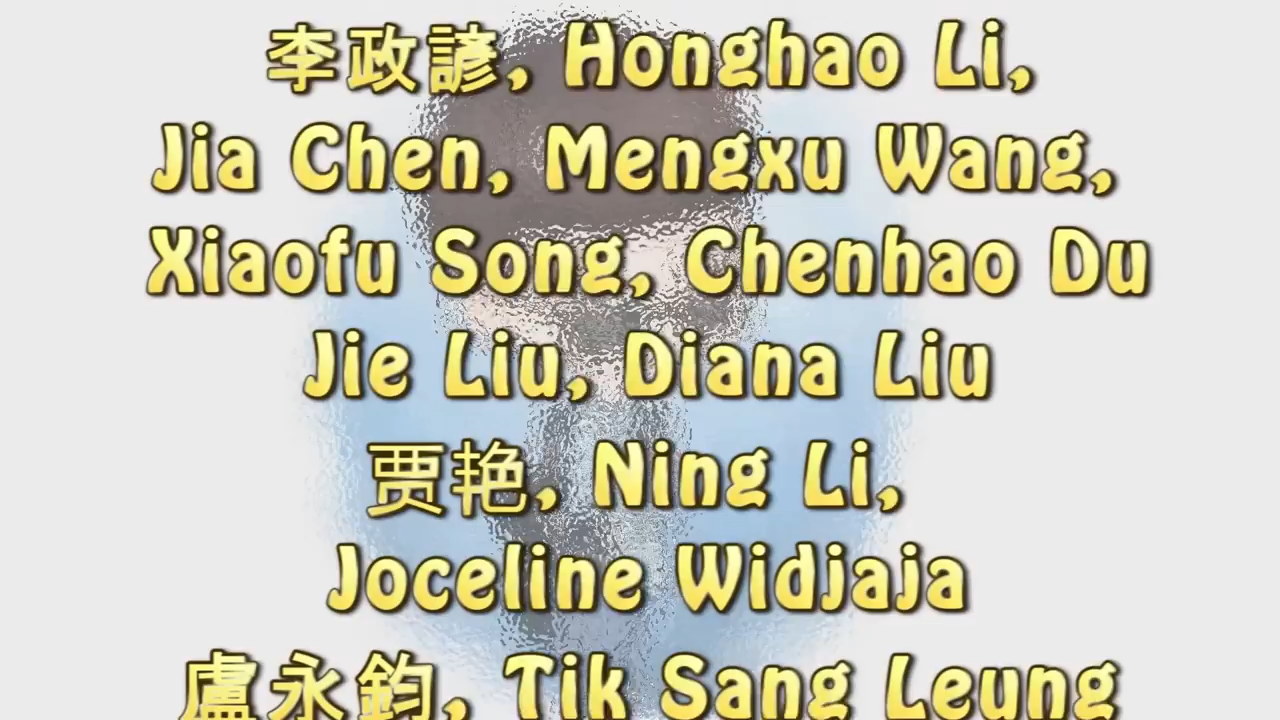 李政諺, Honghao Li,
Jia Chen, Mengxu Wang,
Xiaofu Song, Chenhao Du
Jie Liu, Diana Liu
贾艳, Ning Li,
Joceline Widjaja
盧永鈞, Tik Sang Leung